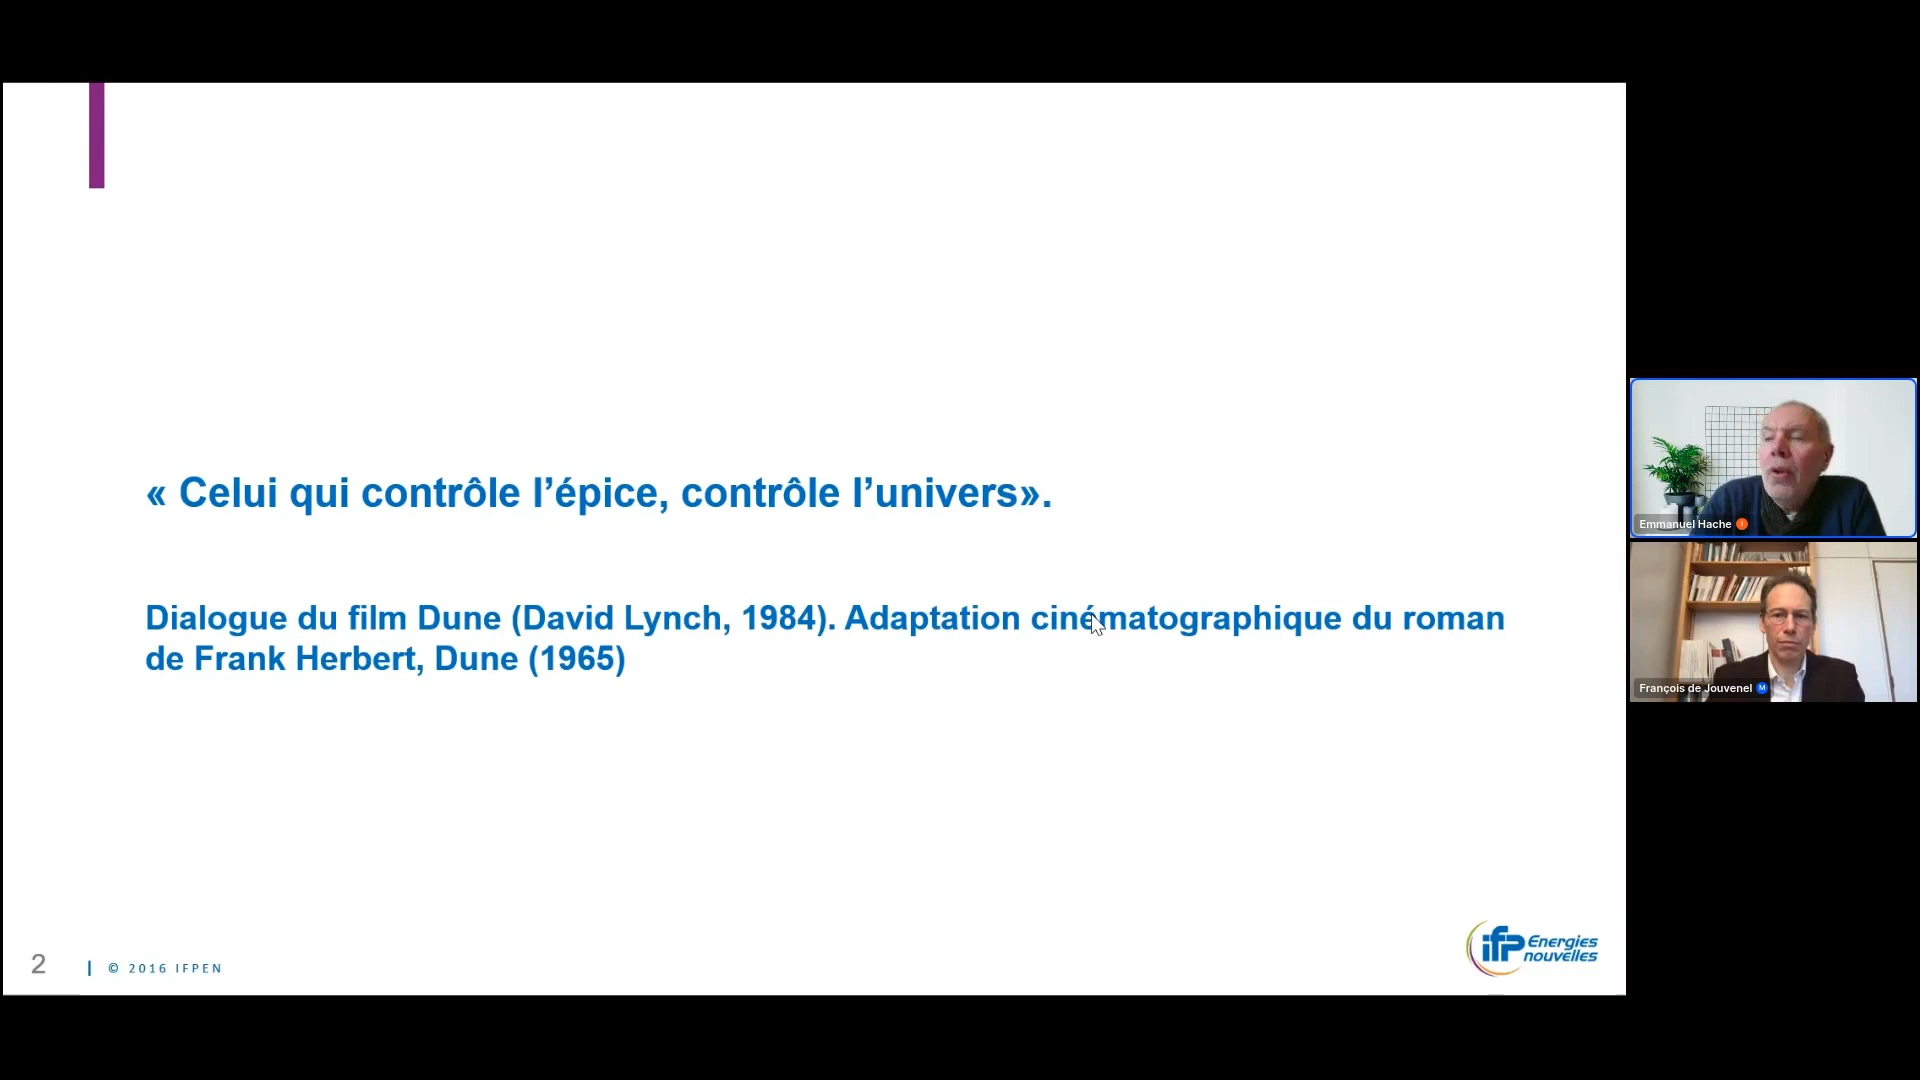 « Celui qui contrôle l’épice, contrôle l’univers».
Dialogue du film Dune (David Lynch, 1984). Adaptation cinématographique du roman
de Frank Herbert, Dune (1965)
2
© 2016 IFPEN
ifp Energies
nouvelles
Emmanuel Hache
François de Jouvenel M